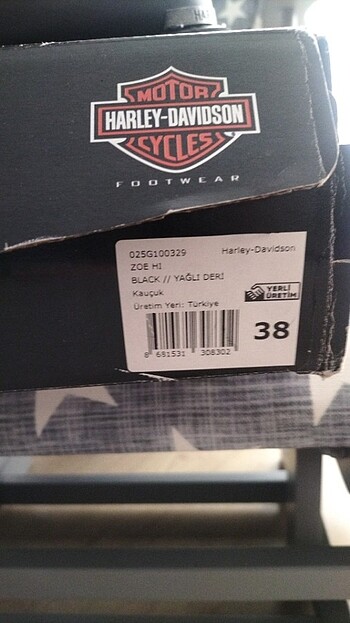 MOTOR
HARLEY-DAVIDSON
CYCLES
FOOTWEAR
025G100329 Harley-Davidson
ZOE HI
BLACK // YAĞLI DERİ
Kauçuk
Üretim Yeri: Türkiye
YERLİ
ÜRETİM
38
8 681531 308302